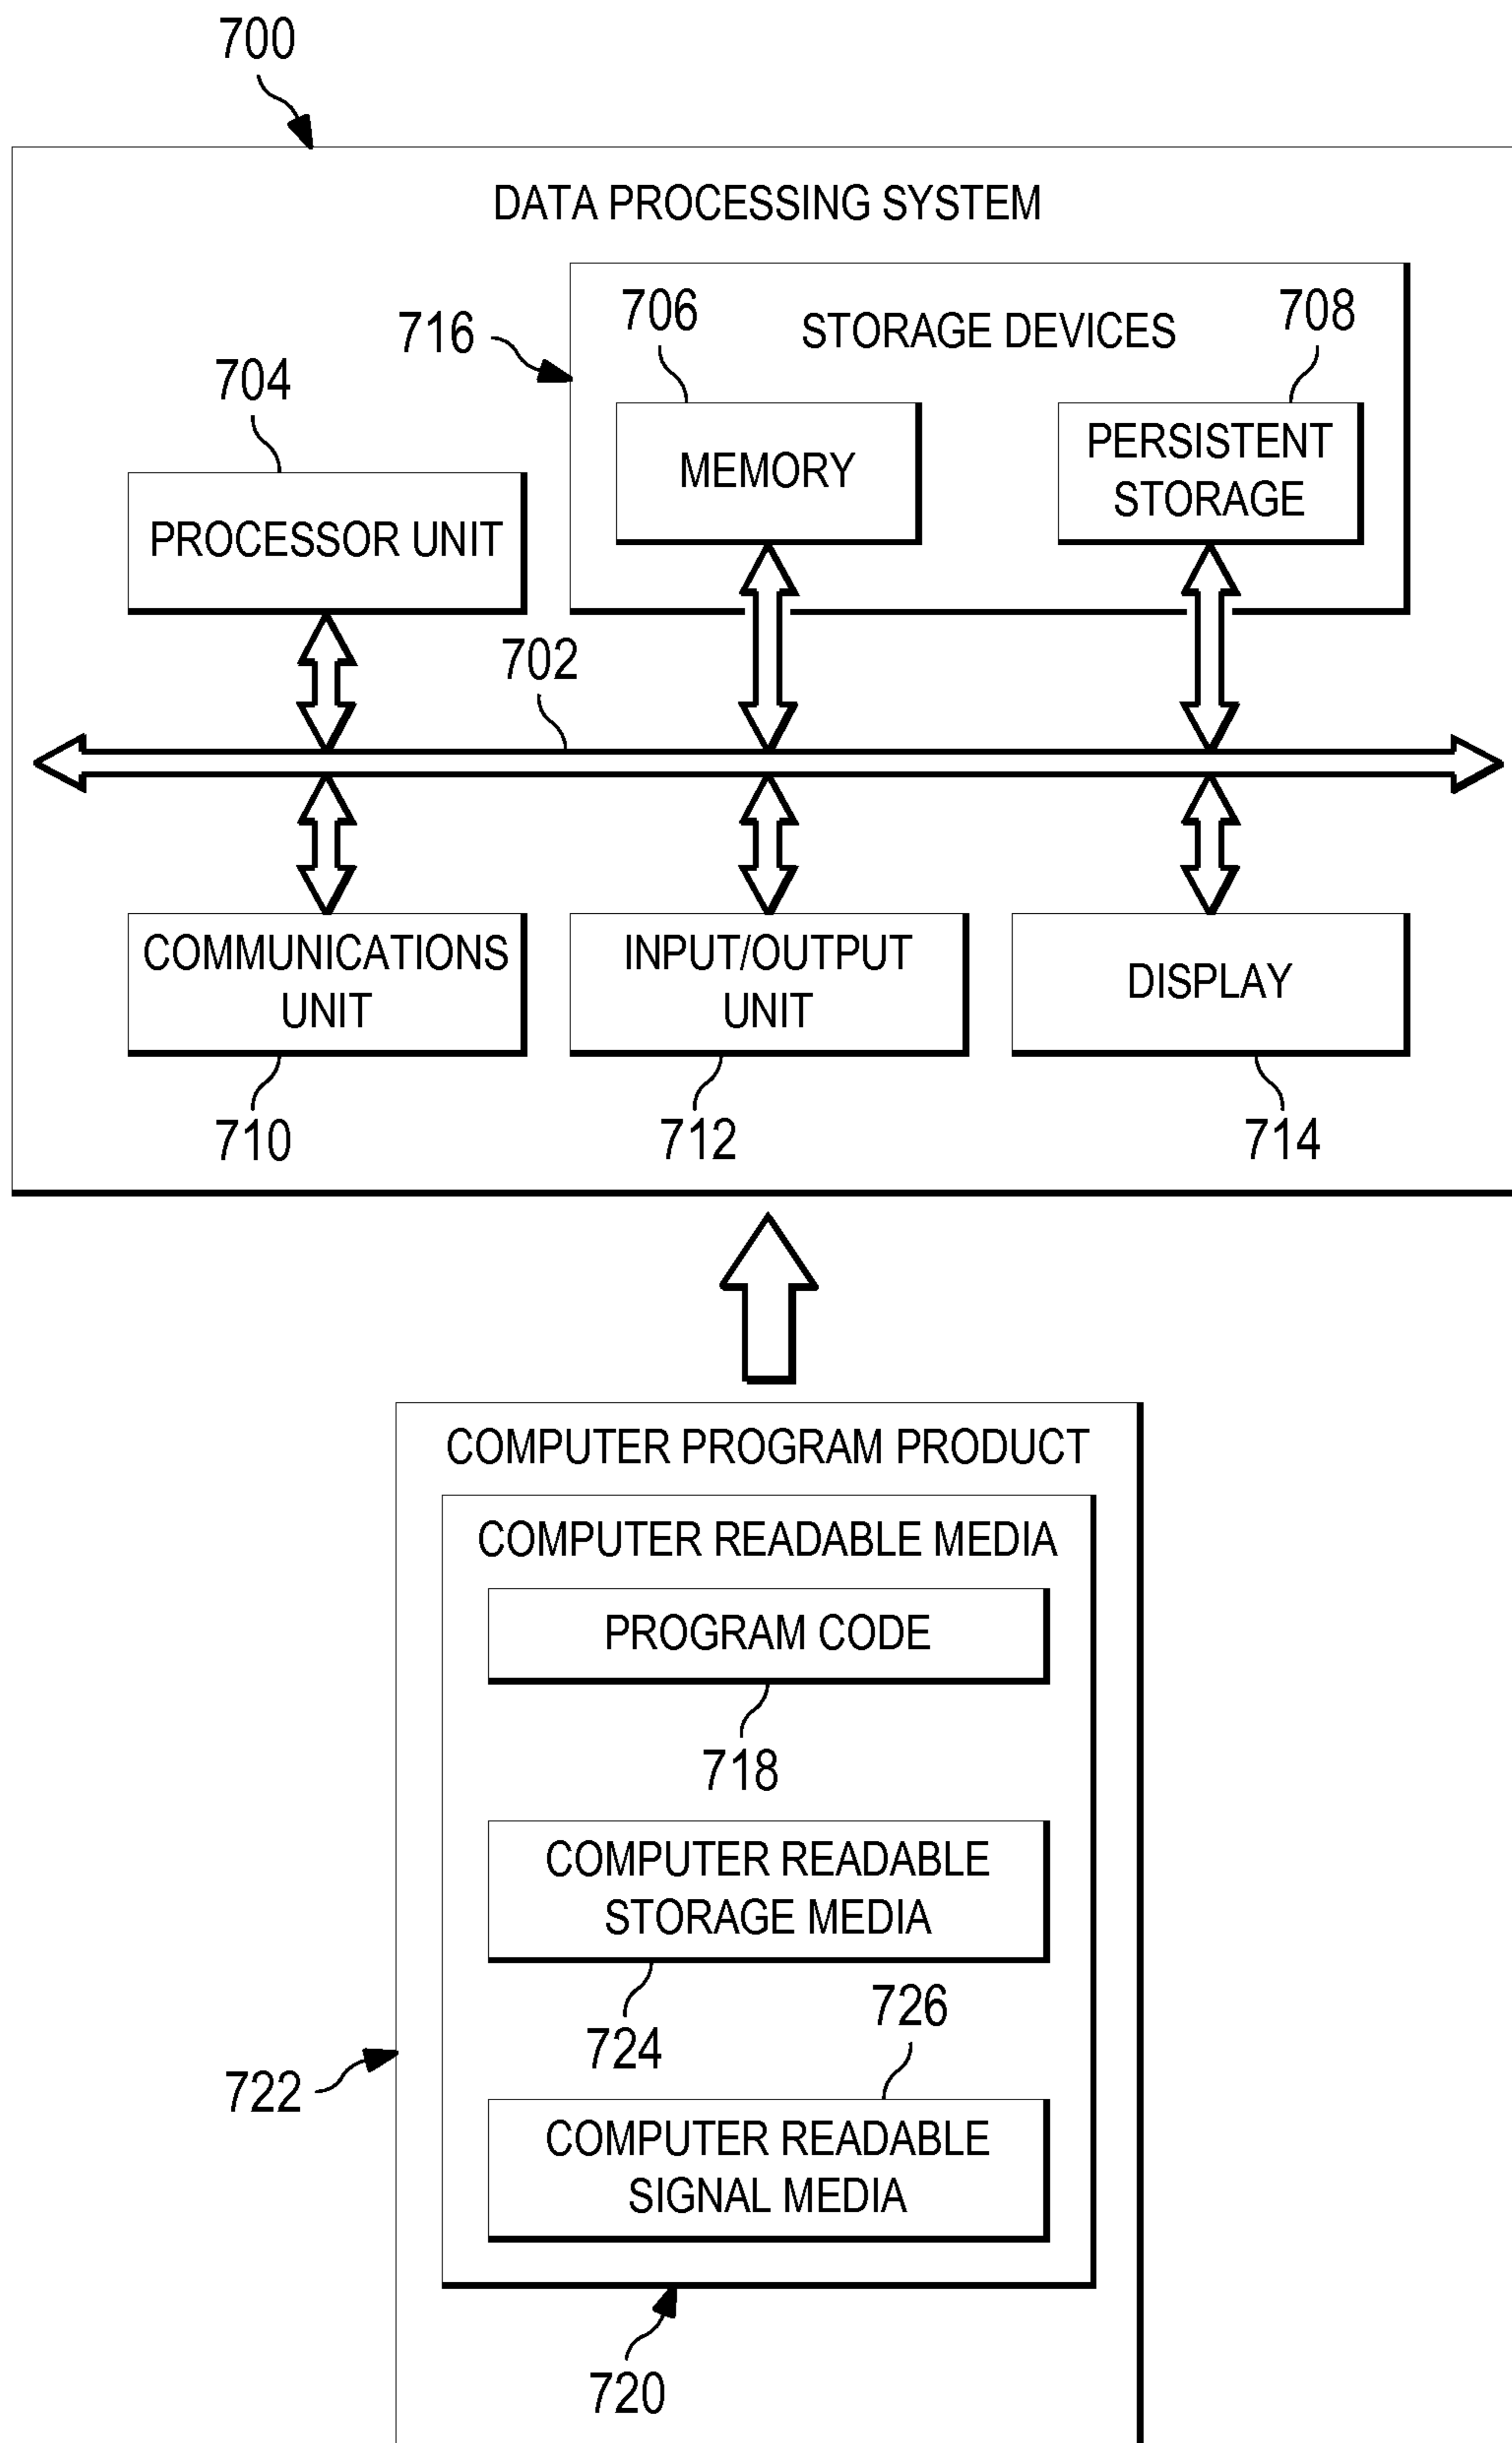 700
DATA PROCESSING SYSTEM
716
706
STORAGE DEVICES
708
704
MEMORY
PERSISTENT
STORAGE
PROCESSOR UNIT
702
COMMUNICATIONS
UNIT
INPUT/OUTPUT
UNIT
DISPLAY
710
712
714
COMPUTER PROGRAM PRODUCT
COMPUTER READABLE MEDIA
PROGRAM CODE
718
COMPUTER READABLE
STORAGE MEDIA
724
726
722
COMPUTER READABLE
SIGNAL MEDIA
720